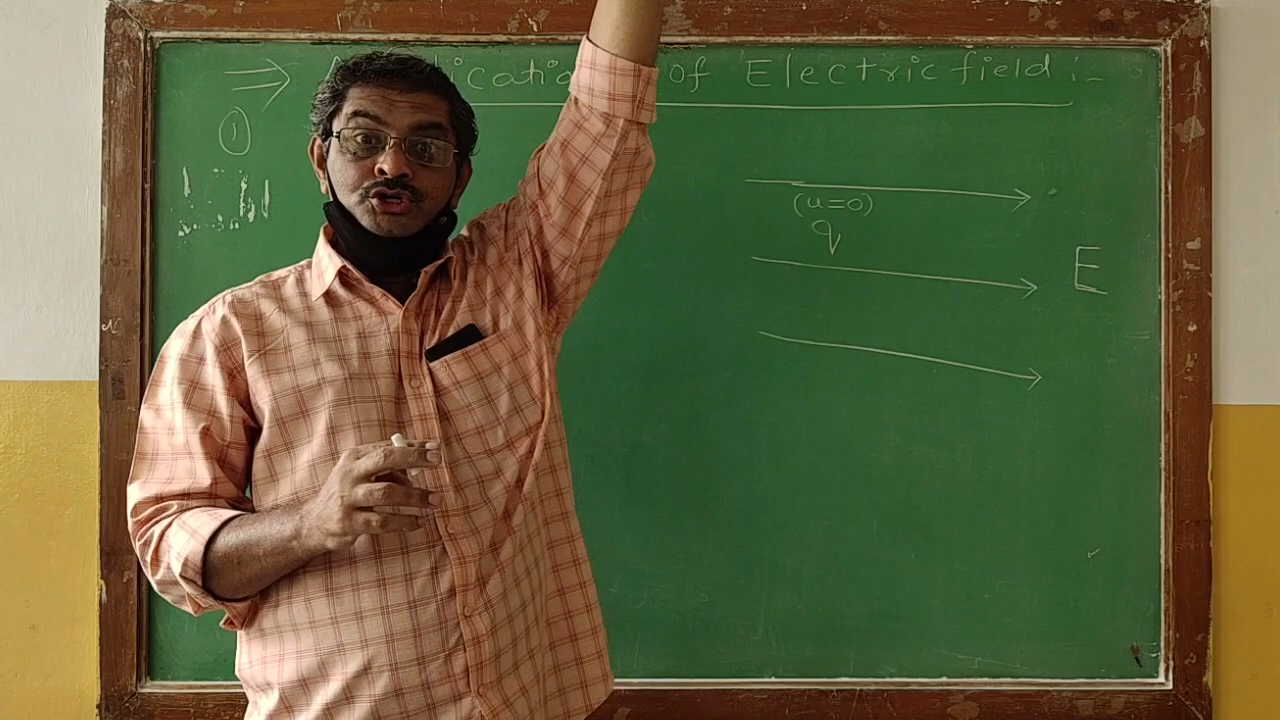 ⇒ of Electric field :-
①
(u=0)
q
E